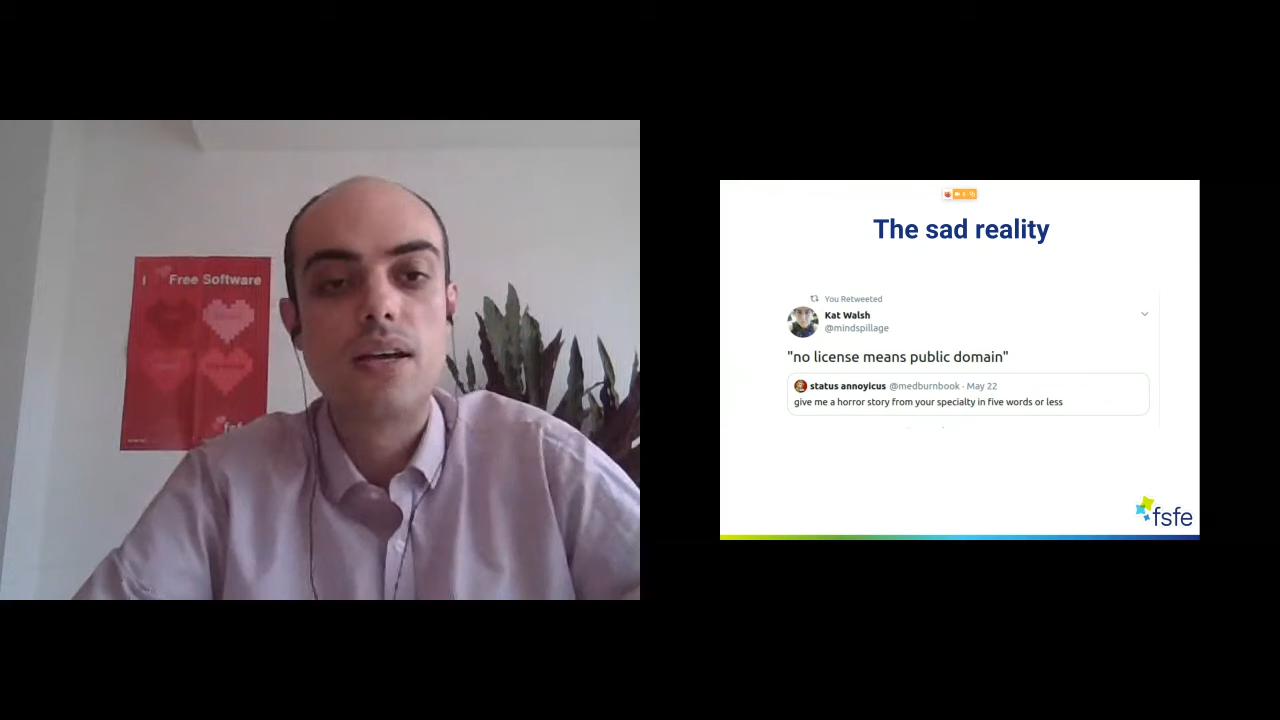 I Free Software
fsfe
The sad reality
You Retweeted
Kat Walsh
@mindspillage
"no license means public domain"
status annoyicus @medburnbook · May 22
give me a horror story from your specialty in five words or less
fsfe